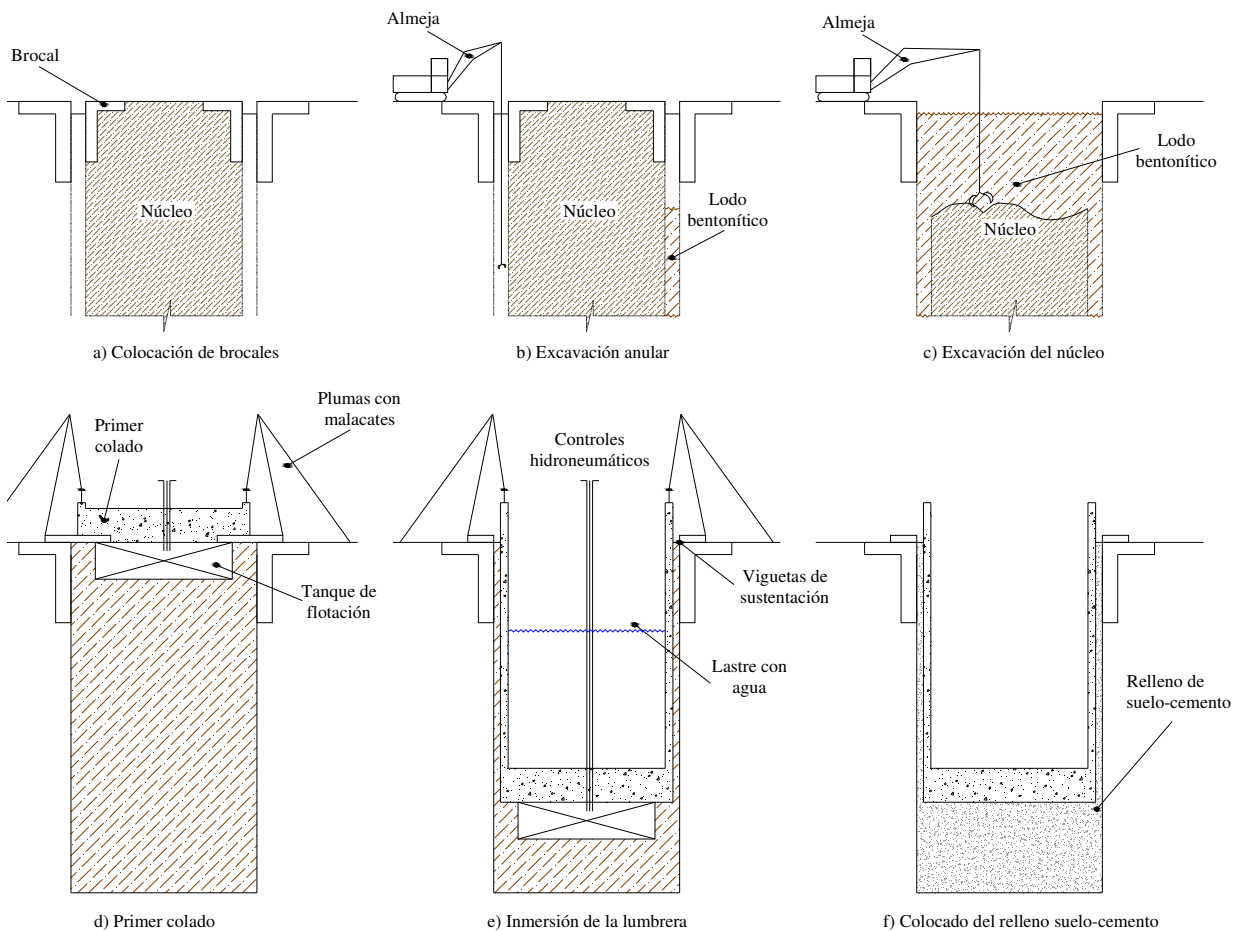 Brocal
Núcleo
a) Colocación de brocales
Almeja
Núcleo
Lodo
bentonítico
b) Excavación anular
Almeja
Lodo
bentonítico
Núcleo
c) Excavación del núcleo
Primer
colado
Plumas con
malacates
Tanque de
flotación
d) Primer colado
Controles
hidroneumáticos
Viguetas de
sustentación
Lastre con
agua
e) Inmersión de la lumbrera
Relleno de
suelo-cemento
f) Colocado del relleno suelo-cemento